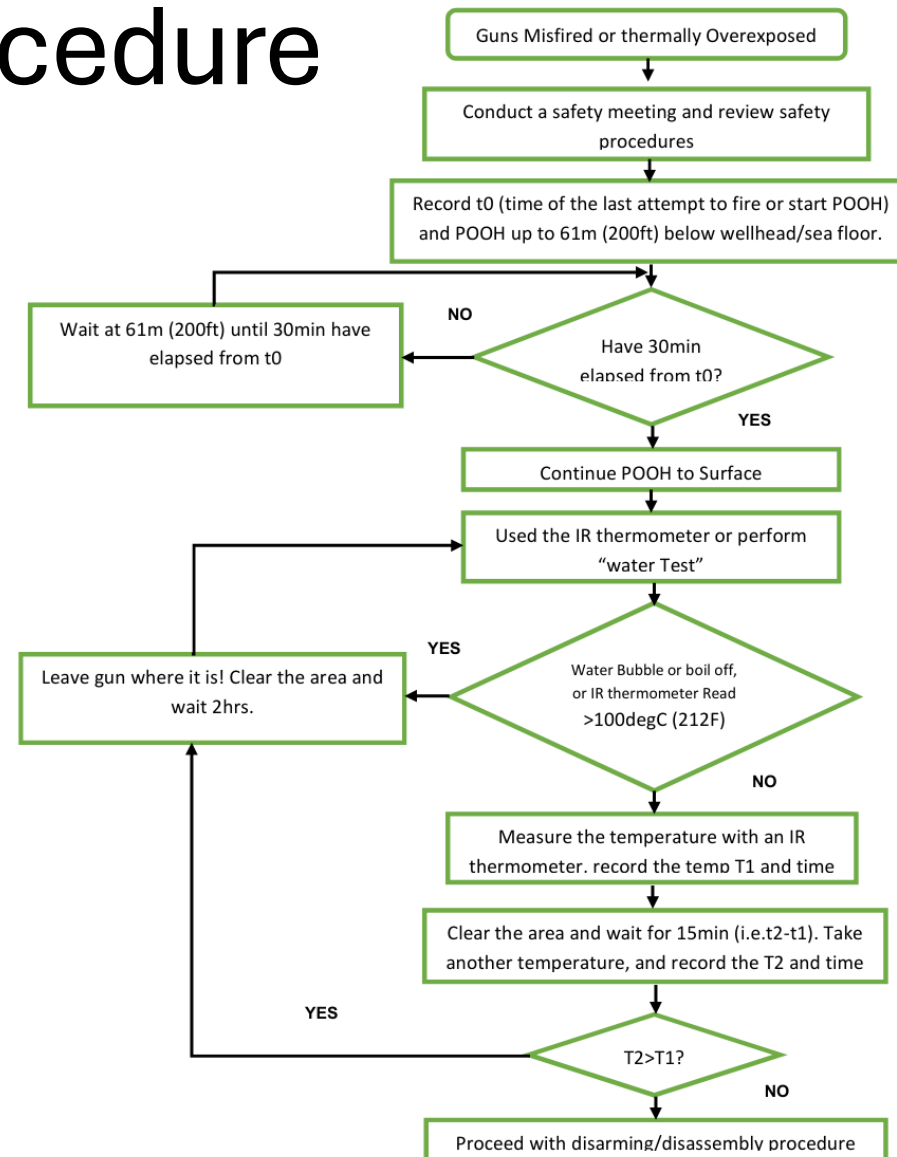 cedure
Guns Misfired or thermally Overexposed
Conduct a safety meeting and review safety
procedures
Record t0 (time of the last attempt to fire or start POOH)
and POOH up to 61m (200ft) below wellhead/sea floor.
NO
Wait at 61m (200ft) until 30min have
elapsed from t0
Have 30min
elapsed from t0?
YES
Continue POOH to Surface
Used the IR thermometer or perform
“water Test”
YES
Leave gun where it is! Clear the area and
wait 2hrs.
Water Bubble or boil off,
or IR thermometer Read
>100degC (212F)
NO
Measure the temperature with an IR
thermometer, record the temp T1 and time
Clear the area and wait for 15min (i.e.t2-t1). Take
another temperature, and record the T2 and time
YES
T2>T1?
NO
Proceed with disarming/disassembly procedure